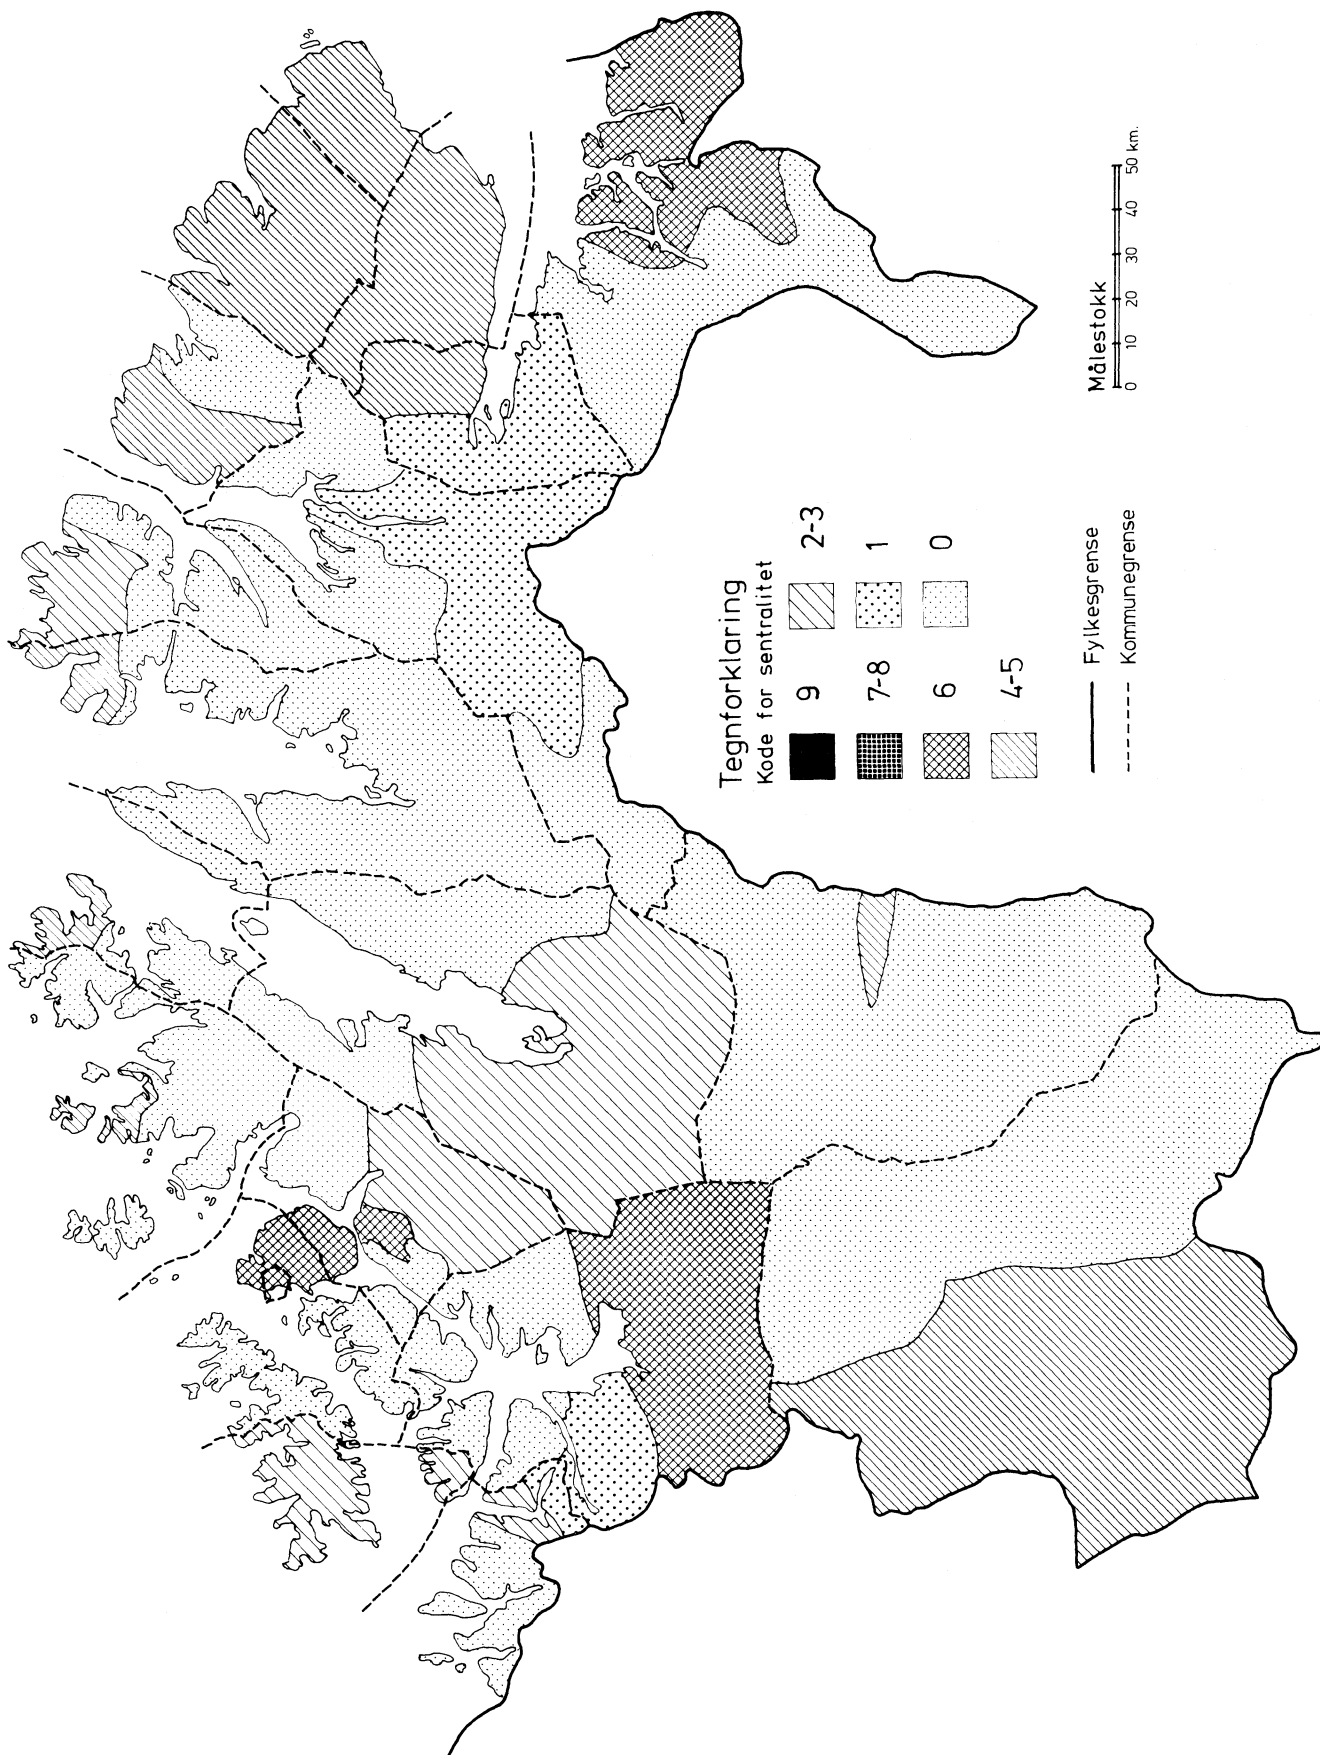 Tegnforklaring
Kode for sentralitet
9 2-3
7-8 1
6 0
4-5
Fylkesgrense
Kommunegrense
Målestokk
0 10 20 30 40 50 km.